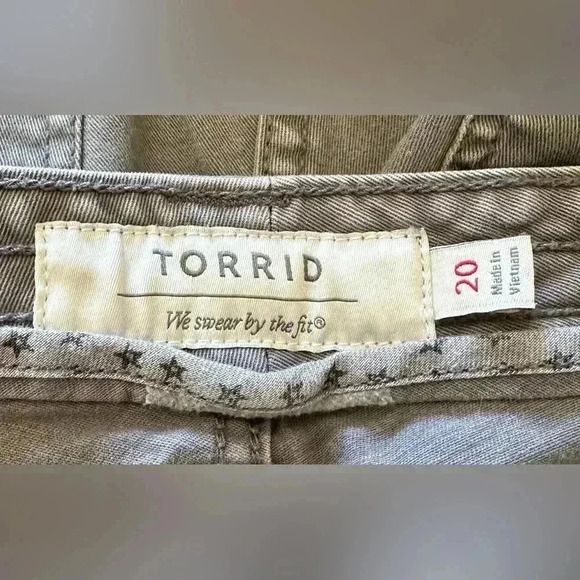 TORRID
We swear by the fit®
20
Made in
Vietnam